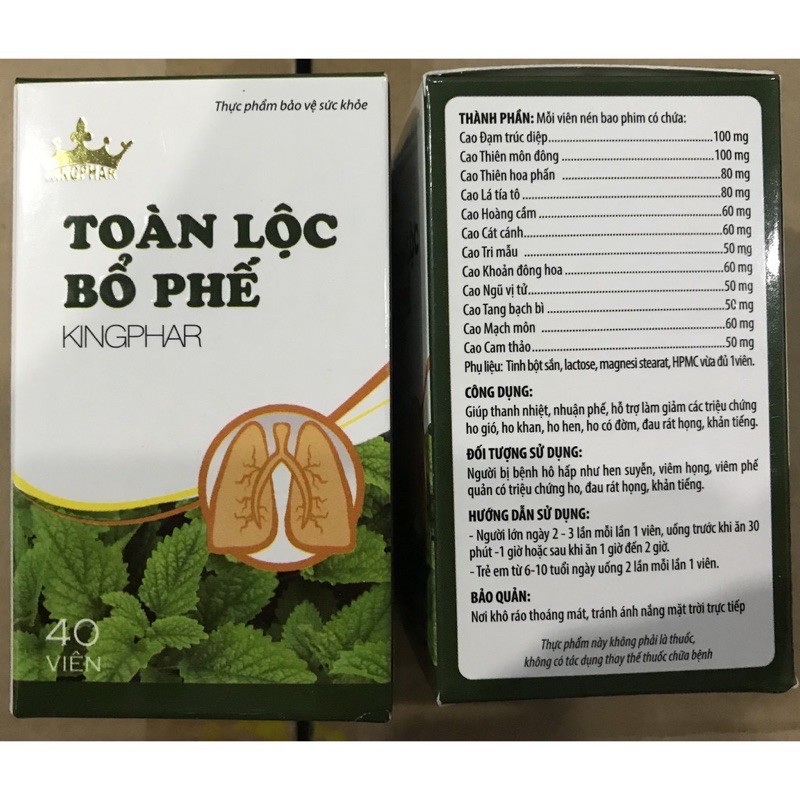 Thực phẩm bảo vệ sức khỏe
KINGPHAR
TOÀN LỘC
BỔ PHẾ
KINGPHAR
40
VIÊN
THÀNH PHẦN: Mỗi viên nén bao phim có chứa:
Cao Đạm trúc diệp 100 mg
Cao Thiên môn đông 100 mg
Cao Thiên hoa phấn 80 mg
Cao Lá tía tô 80 mg
Cao Hoàng cầm 60 mg
Cao Cát cánh 60 mg
Cao Tri mẫu 50 mg
Cao Khoản đông hoa 60 mg
Cao Ngũ vị tử 50 mg
Cao Tang bạch bì 50 mg
Cao Mạch môn 60 mg
Cao Cam thảo 50 mg
Phụ liệu: Tinh bột sắn, lactose, magnesi stearat, HPMC vừa đủ 1viên.
CÔNG DỤNG:
Giúp thanh nhiệt, nhuận phế, hỗ trợ làm giảm các triệu chứng
ho gió, ho khan, ho hen, ho có đờm, đau rát họng, khản tiếng.
ĐỐI TƯỢNG SỬ DỤNG:
Người bị bệnh hô hấp như hen suyễn, viêm họng, viêm phế
quản có triệu chứng ho, đau rát họng, khản tiếng.
HƯỚNG DẪN SỬ DỤNG:
- Người lớn ngày 2 - 3 lần mỗi lần 1 viên, uống trước khi ăn 30
phút -1 giờ hoặc sau khi ăn 1 giờ đến 2 giờ.
- Trẻ em từ 6-10 tuổi ngày uống 2 lần mỗi lần 1 viên.
BẢO QUẢN:
Nơi khô ráo thoáng mát, tránh ánh nắng mặt trời trực tiếp
Thực phẩm này không phải là thuốc,
không có tác dụng thay thế thuốc chữa bệnh